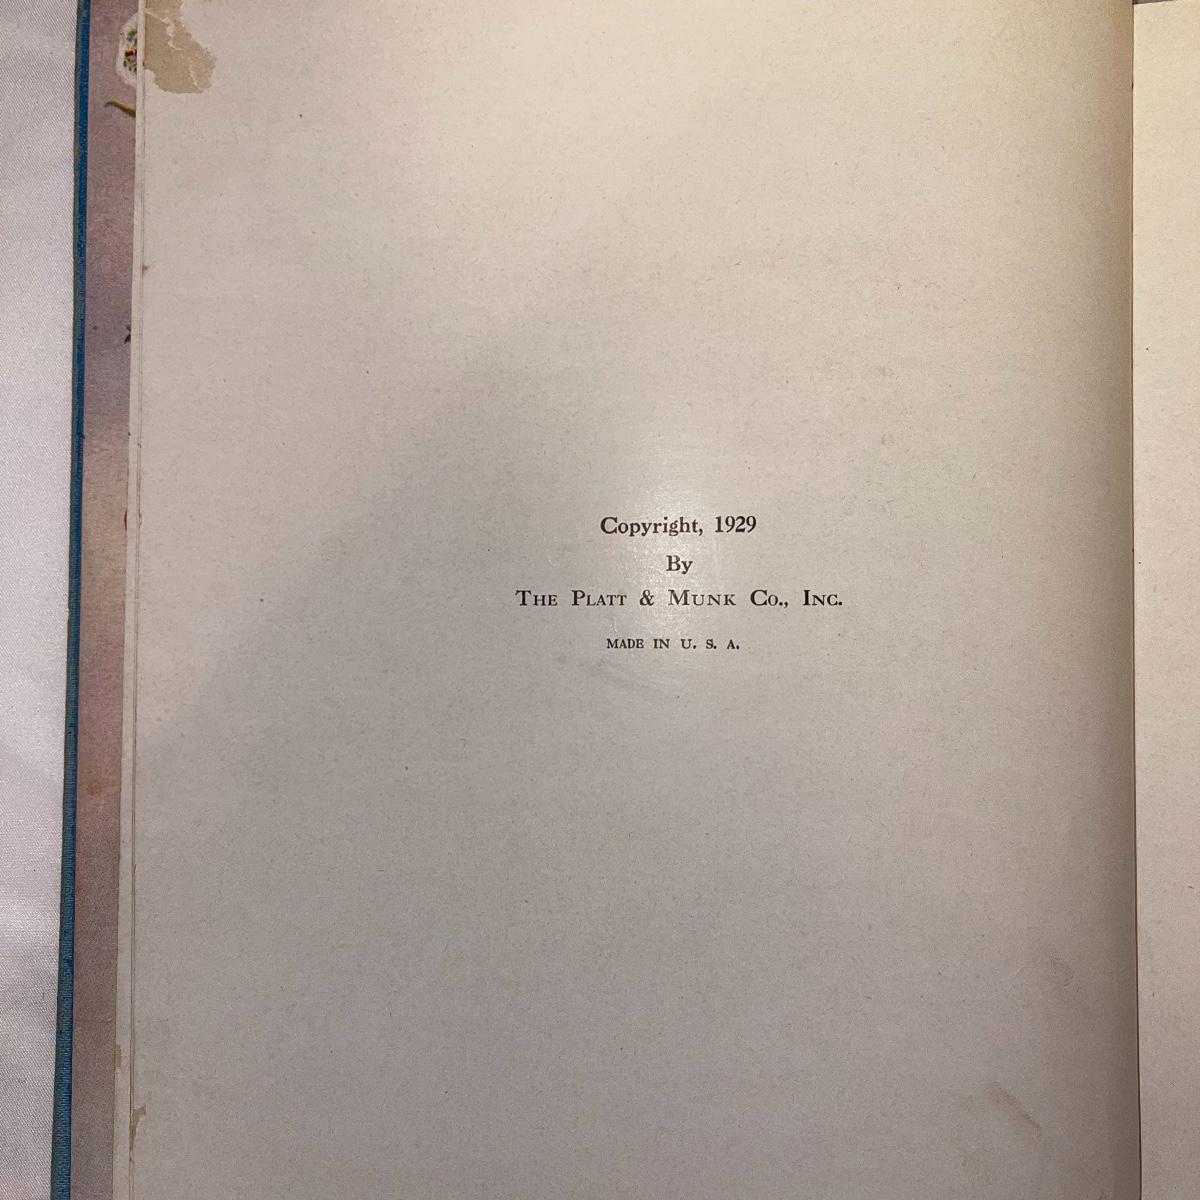 Copyright, 1929
By
The Platt & Munk Co., Inc.
MADE IN U. S. A.